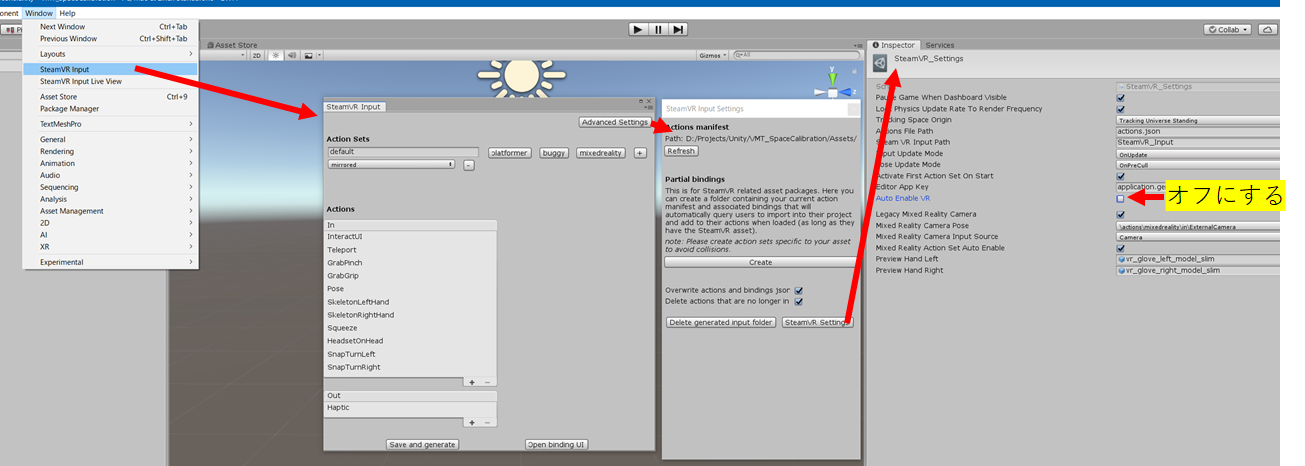 Window Help
Next Window Ctrl+Tab
Previous Window Ctrl+Shift+Tab
Layouts
SteamVR Input
SteamVR Input Live View
Asset Store Ctrl+9
Package Manager
TextMeshPro
General
Rendering
Animation
Audio
Sequencing
Analysis
Asset Management
2D
AI
XR
Experimental
Collab
Asset Store
2D
Gizmos
All
SteamVR Input
Advanced Settings
Action Sets
default
platformer buggy mixedreality +
mirrored -
Actions
In
InteractUI
Teleport
GrabPinch
GrabGrip
Pose
SkeletonLeftHand
SkeletonRightHand
Squeeze
HeadsetOnHead
SnapTurnLeft
SnapTurnRight
+ -
Out
Haptic
+ -
Save and generate Open binding UI
SteamVR Input Settings
Actions manifest
Path: D:/Projects/Unity/VMT_SpaceCalibration/Assets/
Refresh
Partial bindings
This is for SteamVR related asset packages. Here you
can create a folder containing your current action
manifest and associated bindings that will
automatically query users to import into their project
and add to their actions when loaded (as long as they
have the SteamVR asset).
note: Please create action sets specific to your asset
to avoid collisions.
Create
Overwrite actions and bindings json
Delete actions that are no longer in
Delete generated input folder SteamVR Settings
Inspector Services
SteamVR_Settings
SteamVR_Settings
Pause Game When Dashboard Visible
Lock Physics Update Rate To Render Frequency
Tracking Space Origin Tracking Universe Standing
Actions File Path actions.json
Steam VR Input Path SteamVR_Input
Input Update Mode OnUpdate
Pose Update Mode OnPreCull
Activate First Action Set On Start
Editor App Key application.ge
Auto Enable VR
オフにする
Legacy Mixed Reality Camera
Mixed Reality Camera Pose \actions\mixedreality\in\ExternalCamera
Mixed Reality Camera Input Source Camera
Mixed Reality Action Set Auto Enable
Preview Hand Left vr_glove_left_model_slim
Preview Hand Right vr_glove_right_model_slim